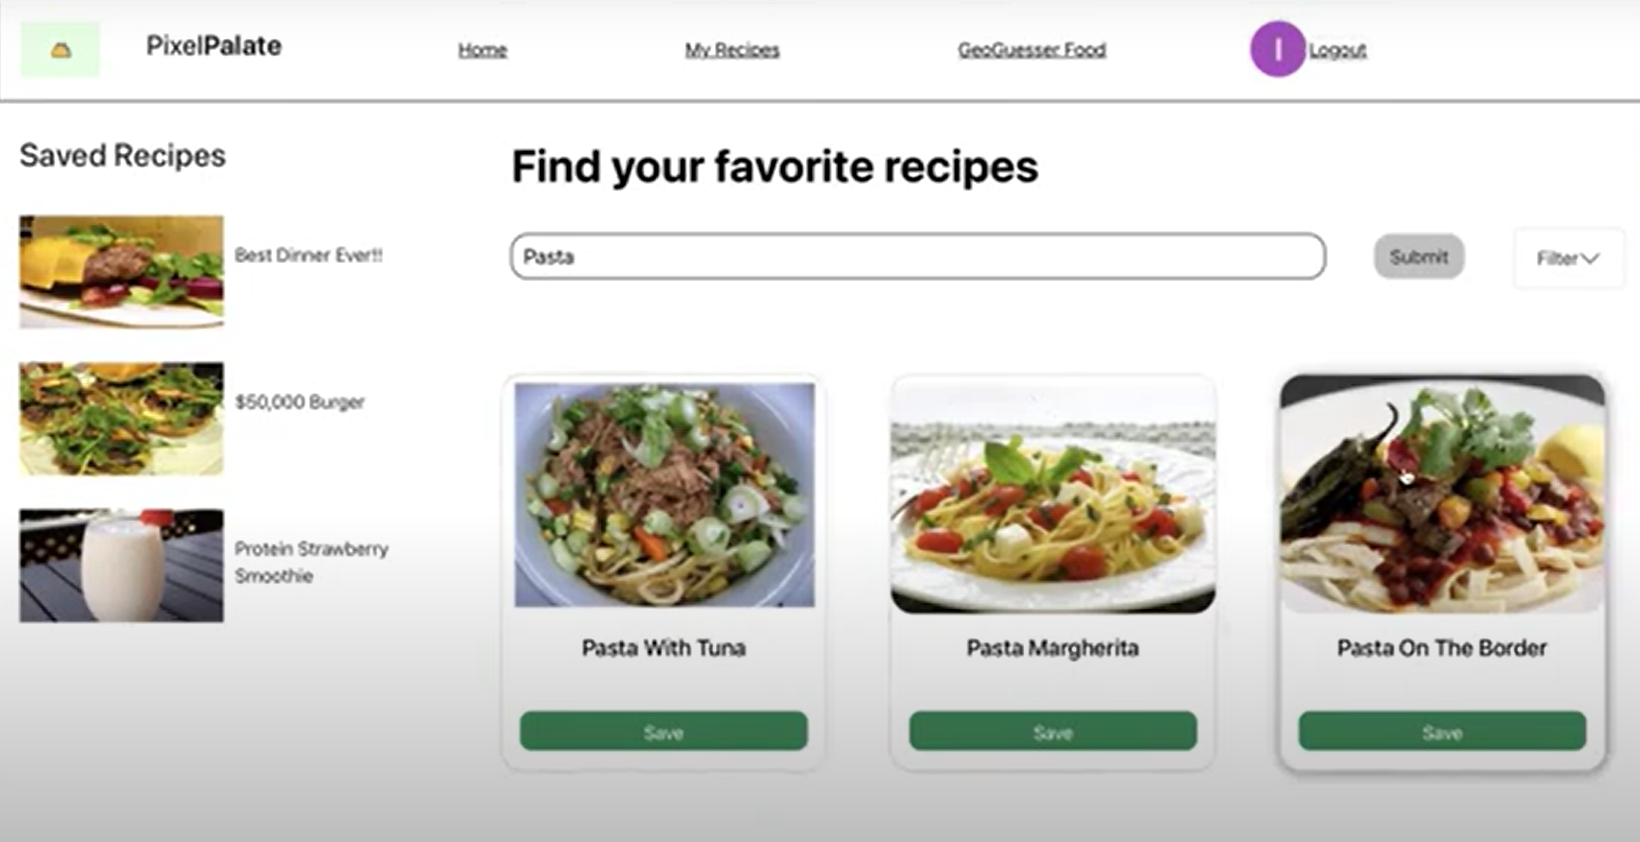 PixelPalate
Home
My Recipes
GeoGuesser Food
I
Logout
Saved Recipes
Best Dinner Ever!!
$50,000 Burger
Protein Strawberry
Smoothie
Find your favorite recipes
Pasta
Submit
Filter
Pasta With Tuna
Save
Pasta Margherita
Save
Pasta On The Border
Save